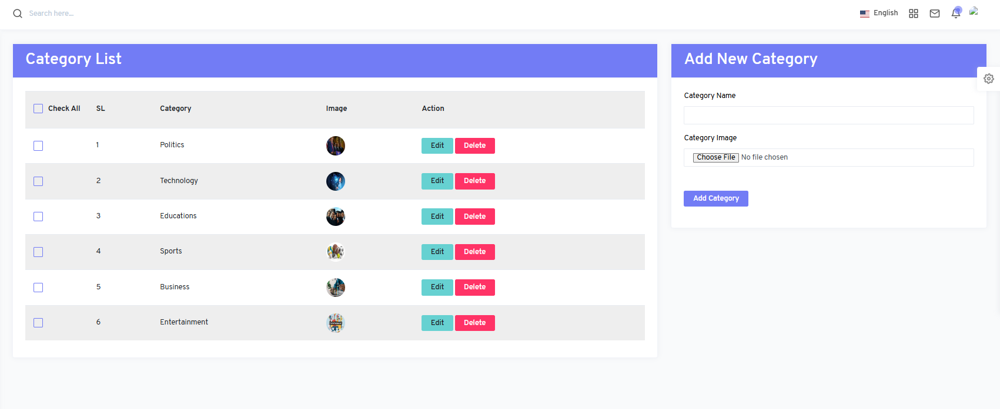 Search here...
English
Category List
Check All SL Category Image Action
1 Politics Edit Delete
2 Technology Edit Delete
3 Educations Edit Delete
4 Sports Edit Delete
5 Business Edit Delete
6 Entertainment Edit Delete
Add New Category
Category Name
Category Image
Choose File No file chosen
Add Category